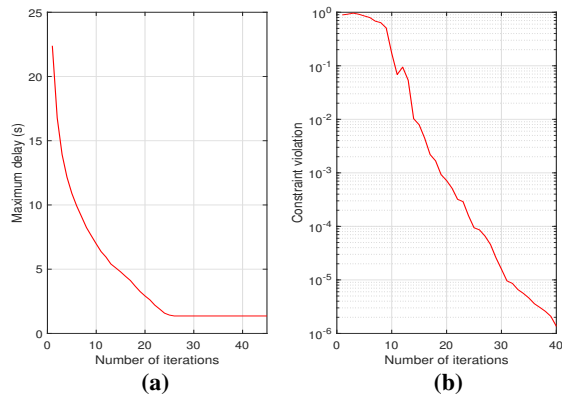 25
20
15
10
5
0
Maximum delay (s)
0 10 20 30 40
Number of iterations
(a)
10^0
10^-1
10^-2
10^-3
10^-4
10^-5
10^-6
Constraint violation
0 10 20 30 40
Number of iterations
(b)